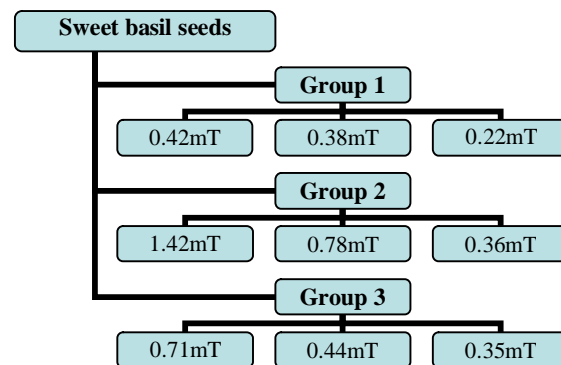 Sweet basil seeds
Group 1
0.42mT 0.38mT 0.22mT
Group 2
1.42mT 0.78mT 0.36mT
Group 3
0.71mT 0.44mT 0.35mT